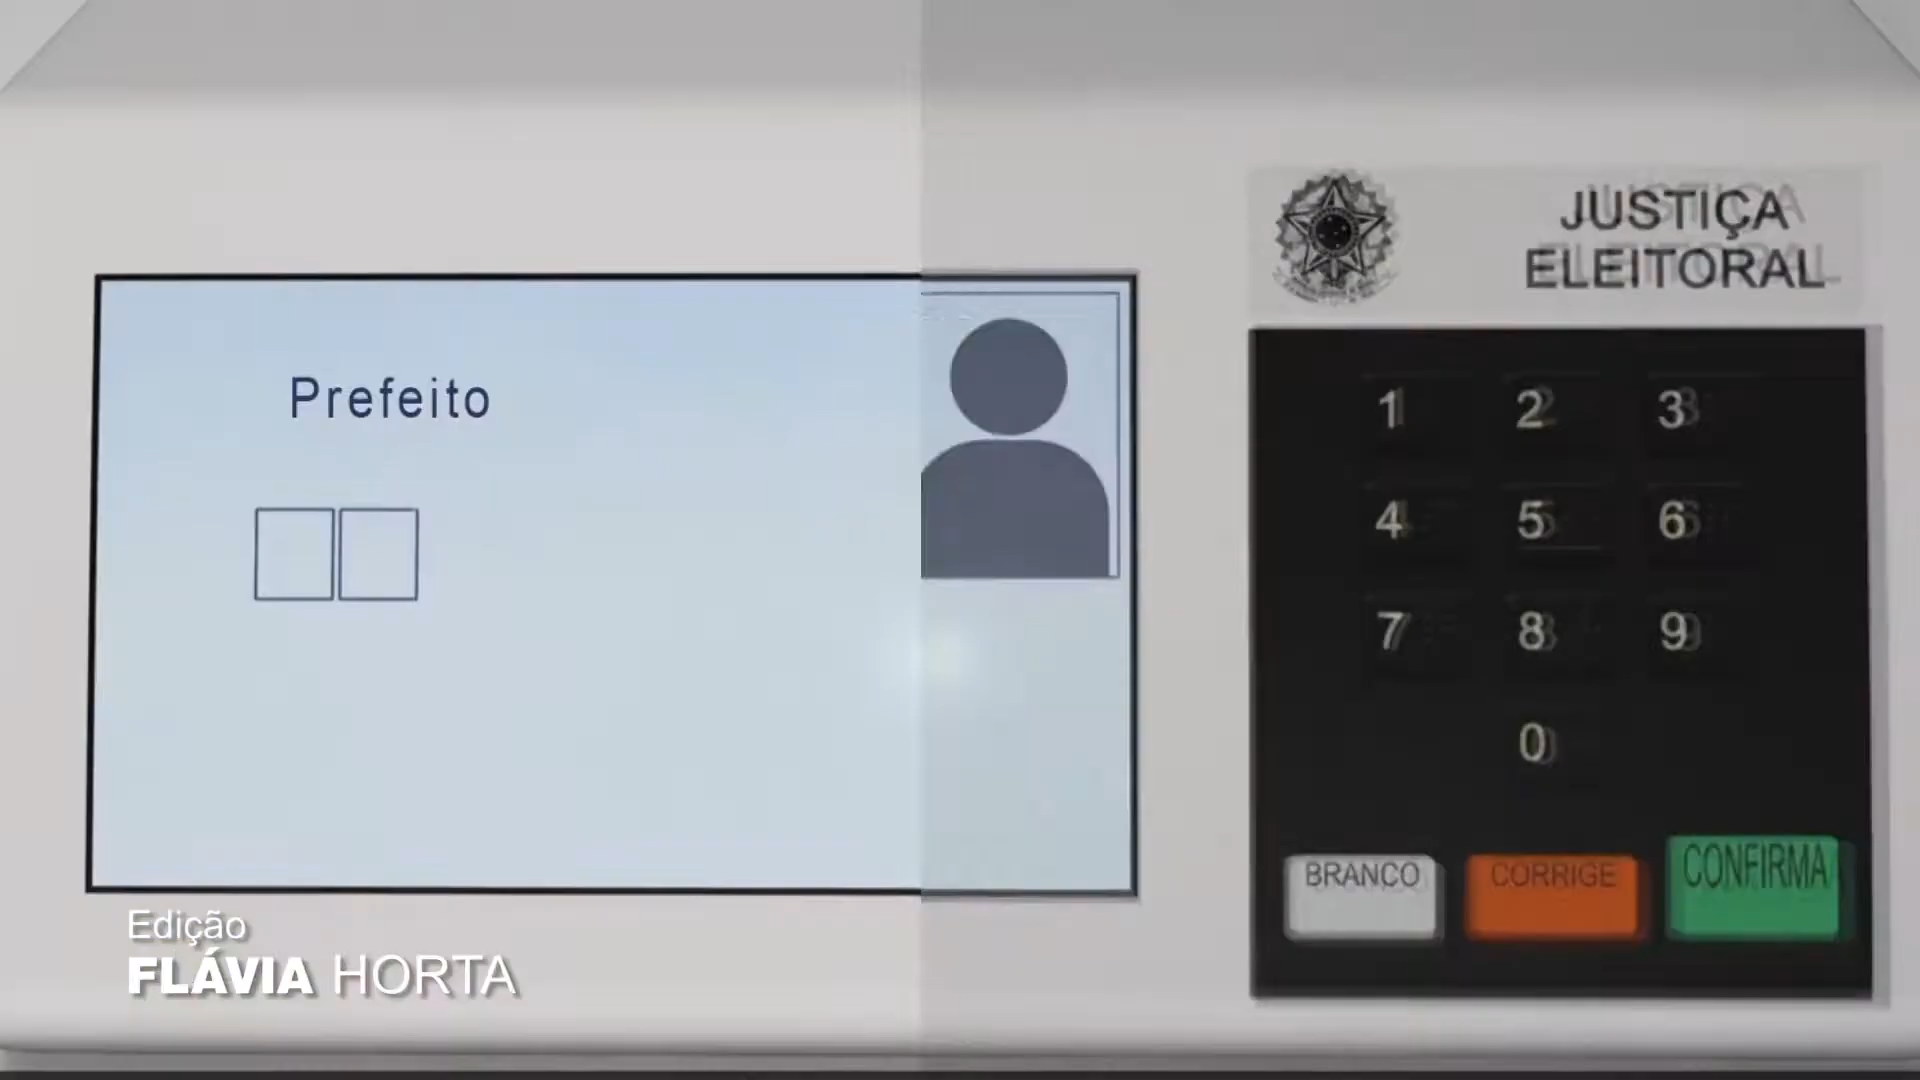 Prefeito
JUSTIÇA
ELEITORAL
1 2 3
4 5 6
7 8 9
0
BRANCO CORRIGE CONFIRMA
Edição
FLÁVIA HORTA